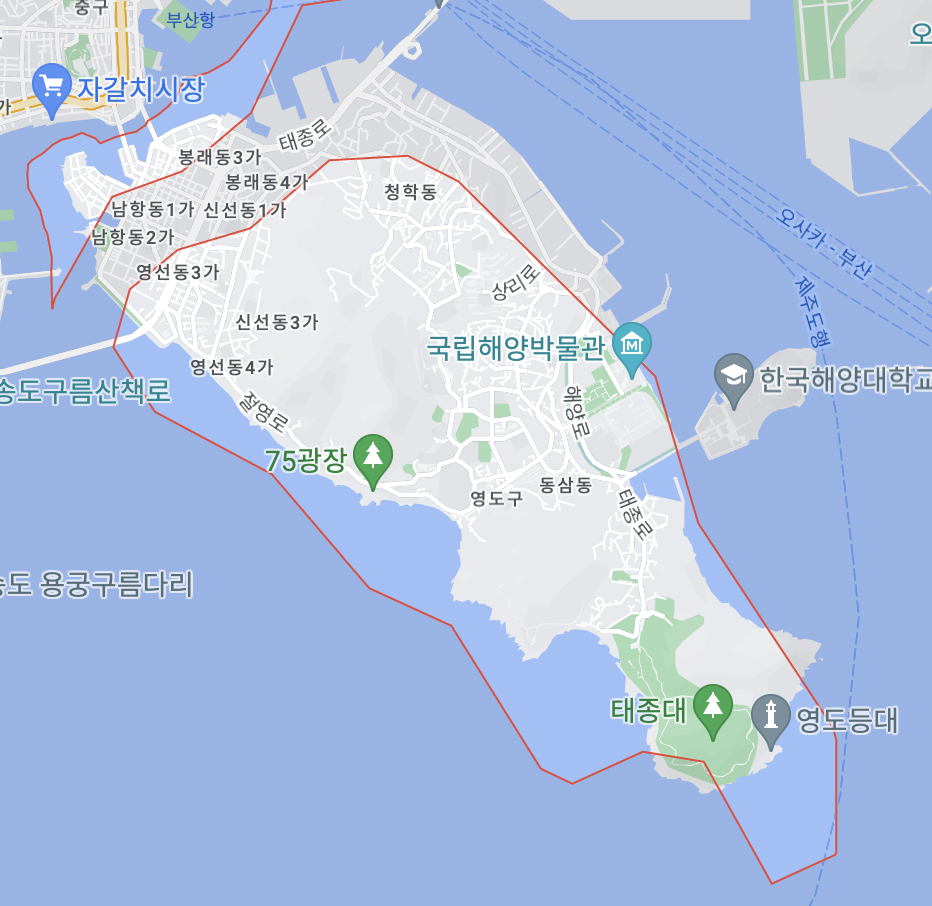 중구
부산항
오
자갈치시장
가
태종로
봉래동3가
봉래동4가
청학동
남항동1가
신선동1가
남항동2가
오사카 - 부산
영선동3가
상리로
제주도행
신선동3가
국립해양박물관
영선동4가
한국해양대학교
송도구름산책로
해양로
절영로
75광장
동삼동
영도구
태종로
송도 용궁구름다리
태종대
영도등대